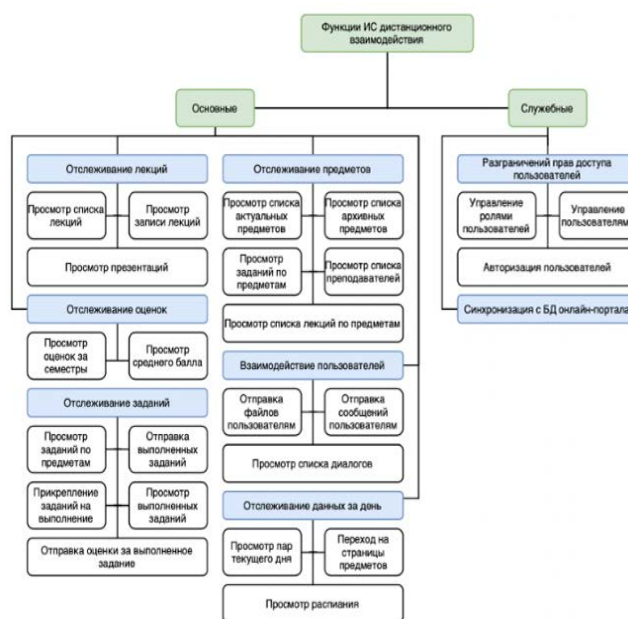 Функции ИС дистанционного
взаимодействия
Основные
Служебные
Отслеживание лекций
Просмотр списка
лекций
Просмотр
записи лекций
Просмотр презентаций
Отслеживание оценок
Просмотр
оценок за
семестры
Просмотр
среднего балла
Отслеживание заданий
Просмотр
заданий по
предметам
Отправка
выполненных
заданий
Прикрепление
заданий на
выполнение
Просмотр
выполненных
заданий
Отправка оценки за выполненное
задание
Отслеживание предметов
Просмотр списка
актуальных
предметов
Просмотр списка
архивных
предметов
Просмотр
заданий по
предметам
Просмотр списка
преподавателей
Просмотр списка лекций по предметам
Взаимодействие пользователей
Отправка
файлов
пользователям
Отправка
сообщений
пользователям
Просмотр списка диалогов
Отслеживание данных за день
Просмотр пар
текущего дня
Переход на
страницы
предметов
Просмотр распиания
Разграничений прав доступа
пользователей
Управление
ролями
пользователей
Управление
пользователям
Авторизация пользователей
Синхронизация с БД онлайн-портала